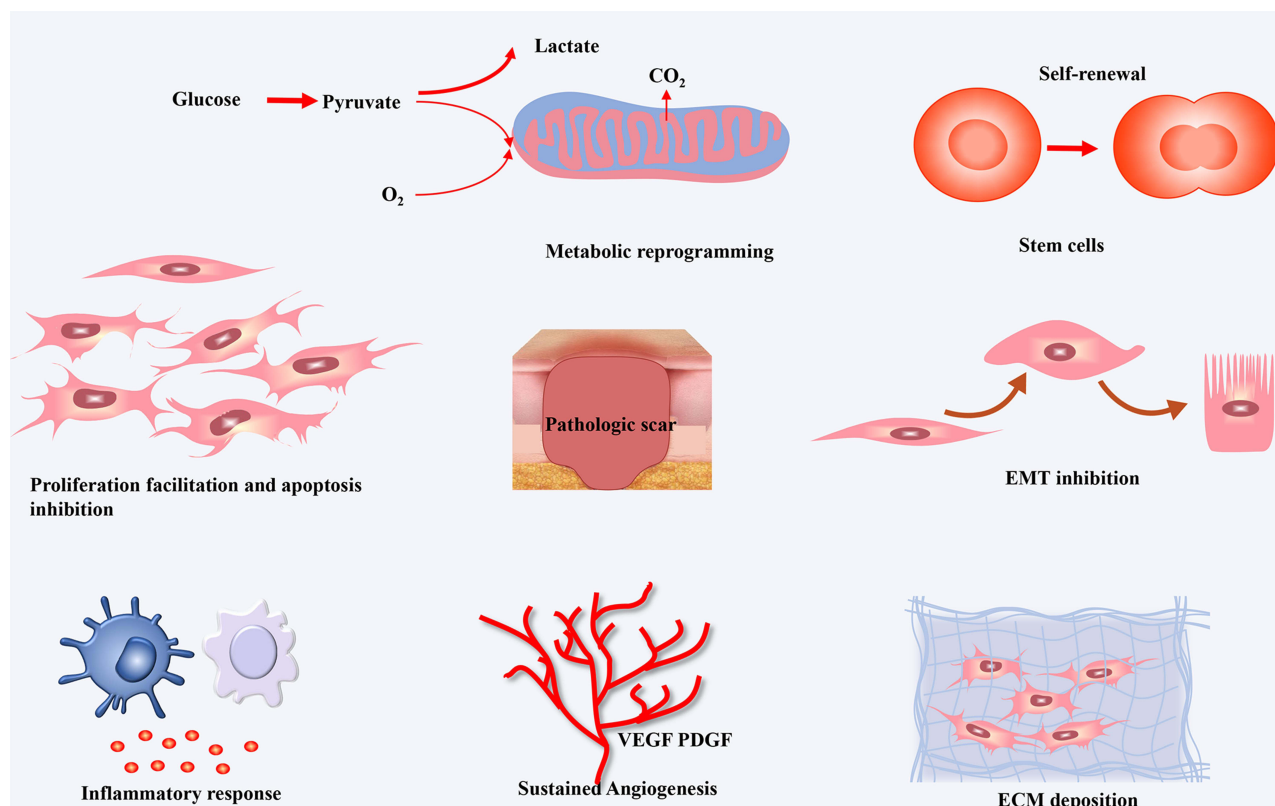 Lactate
CO₂
Self-renewal
Glucose
Pyruvate
O₂
Metabolic reprogramming
Stem cells
Pathologic scar
Proliferation facilitation and apoptosis
inhibition
EMT inhibition
VEGF PDGF
Inflammatory response
Sustained Angiogenesis
ECM deposition